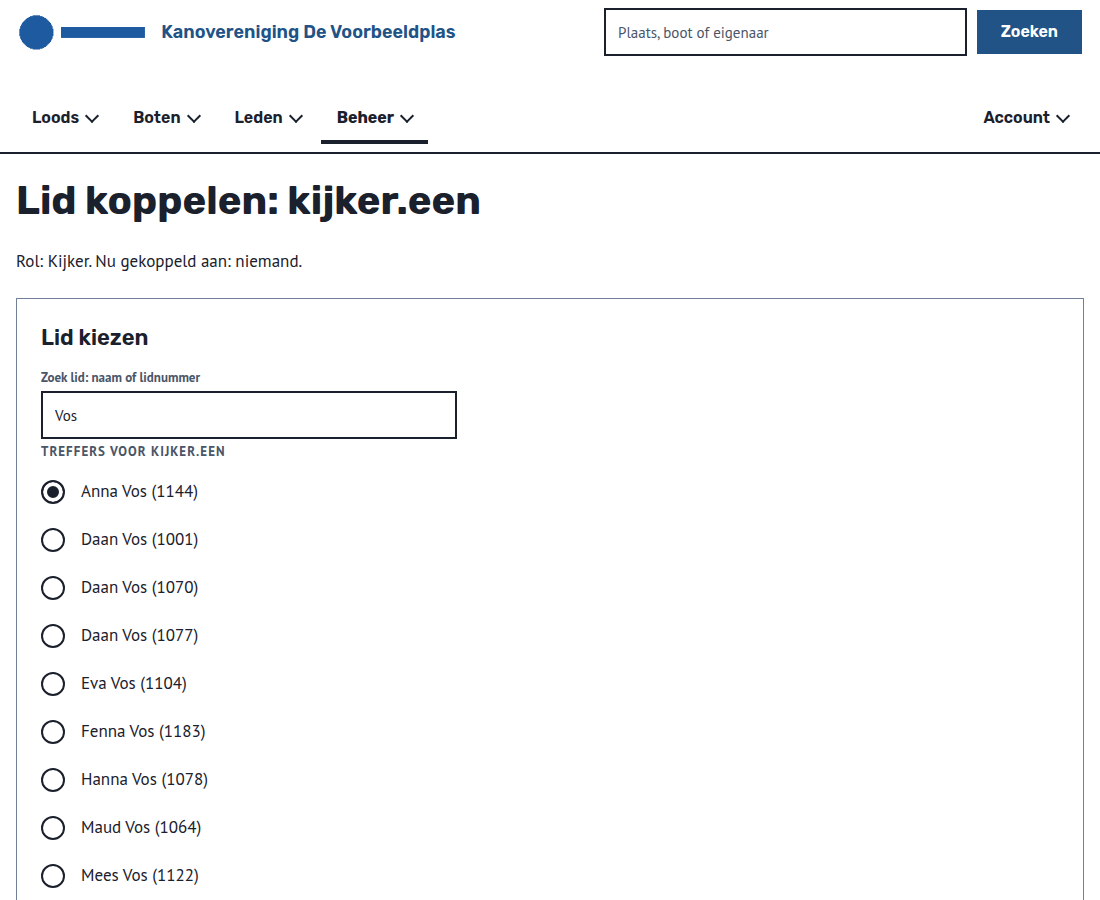 Kanovereniging De Voorbeeldplas
Plaats, boot of eigenaar
Zoeken
Loods
Boten
Leden
Beheer
Account
Lid koppelen: kijker.een
Rol: Kijker. Nu gekoppeld aan: niemand.
Lid kiezen
Zoek lid: naam of lidnummer
Vos
TREFFERS VOOR KIJKER.EEN
Anna Vos (1144)
Daan Vos (1001)
Daan Vos (1070)
Daan Vos (1077)
Eva Vos (1104)
Fenna Vos (1183)
Hanna Vos (1078)
Maud Vos (1064)
Mees Vos (1122)